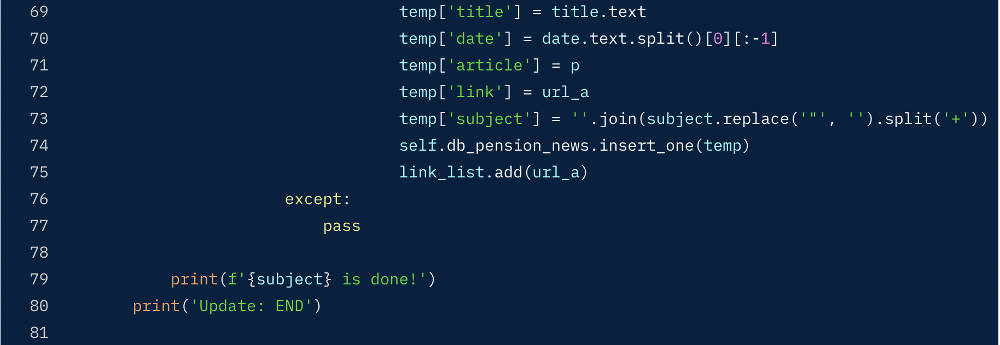 69 temp['title'] = title.text
70 temp['date'] = date.text.split()[0][:-1]
71 temp['article'] = p
72 temp['link'] = url_a
73 temp['subject'] = ''.join(subject.replace('"', '').split('+'))
74 self.db_pension_news.insert_one(temp)
75 link_list.add(url_a)
76 except:
77 pass
78
79 print(f'{subject} is done!')
80 print('Update: END')
81